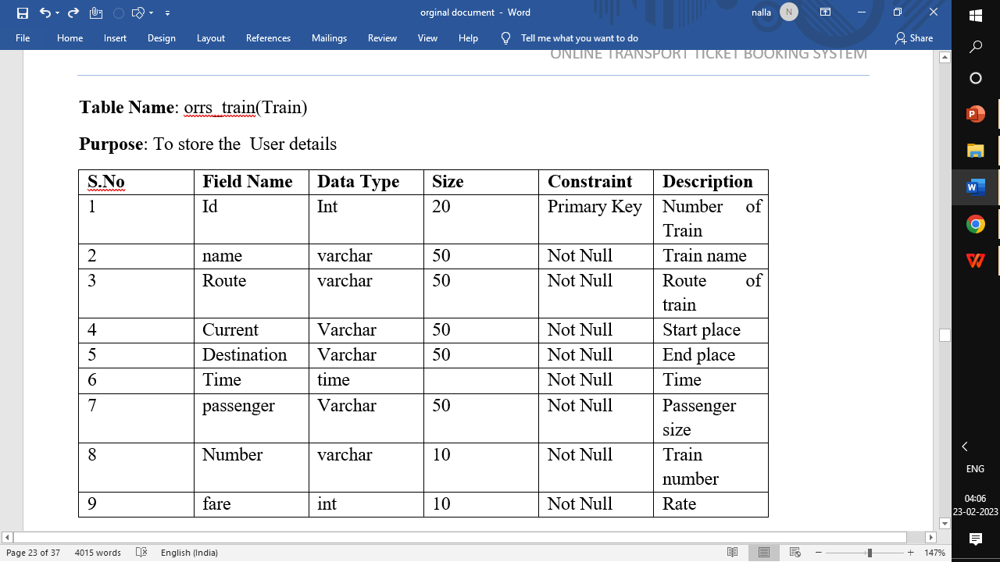 orginal document - Word
nalla N
File Home Insert Design Layout References Mailings Review View Help Tell me what you want to do Share
ONLINE TRANSPORT TICKET BOOKING SYSTEM
Table Name: orrs_train(Train)
Purpose: To store the  User details
S.No Field Name Data Type Size Constraint Description
1 Id Int 20 Primary Key Number of
Train
2 name varchar 50 Not Null Train name
3 Route varchar 50 Not Null Route of
train
4 Current Varchar 50 Not Null Start place
5 Destination Varchar 50 Not Null End place
6 Time time Not Null Time
7 passenger Varchar 50 Not Null Passenger
size
8 Number varchar 10 Not Null Train
number
9 fare int 10 Not Null Rate
ENG
04:06
23-02-2023
Page 23 of 37 4015 words English (India) 147%